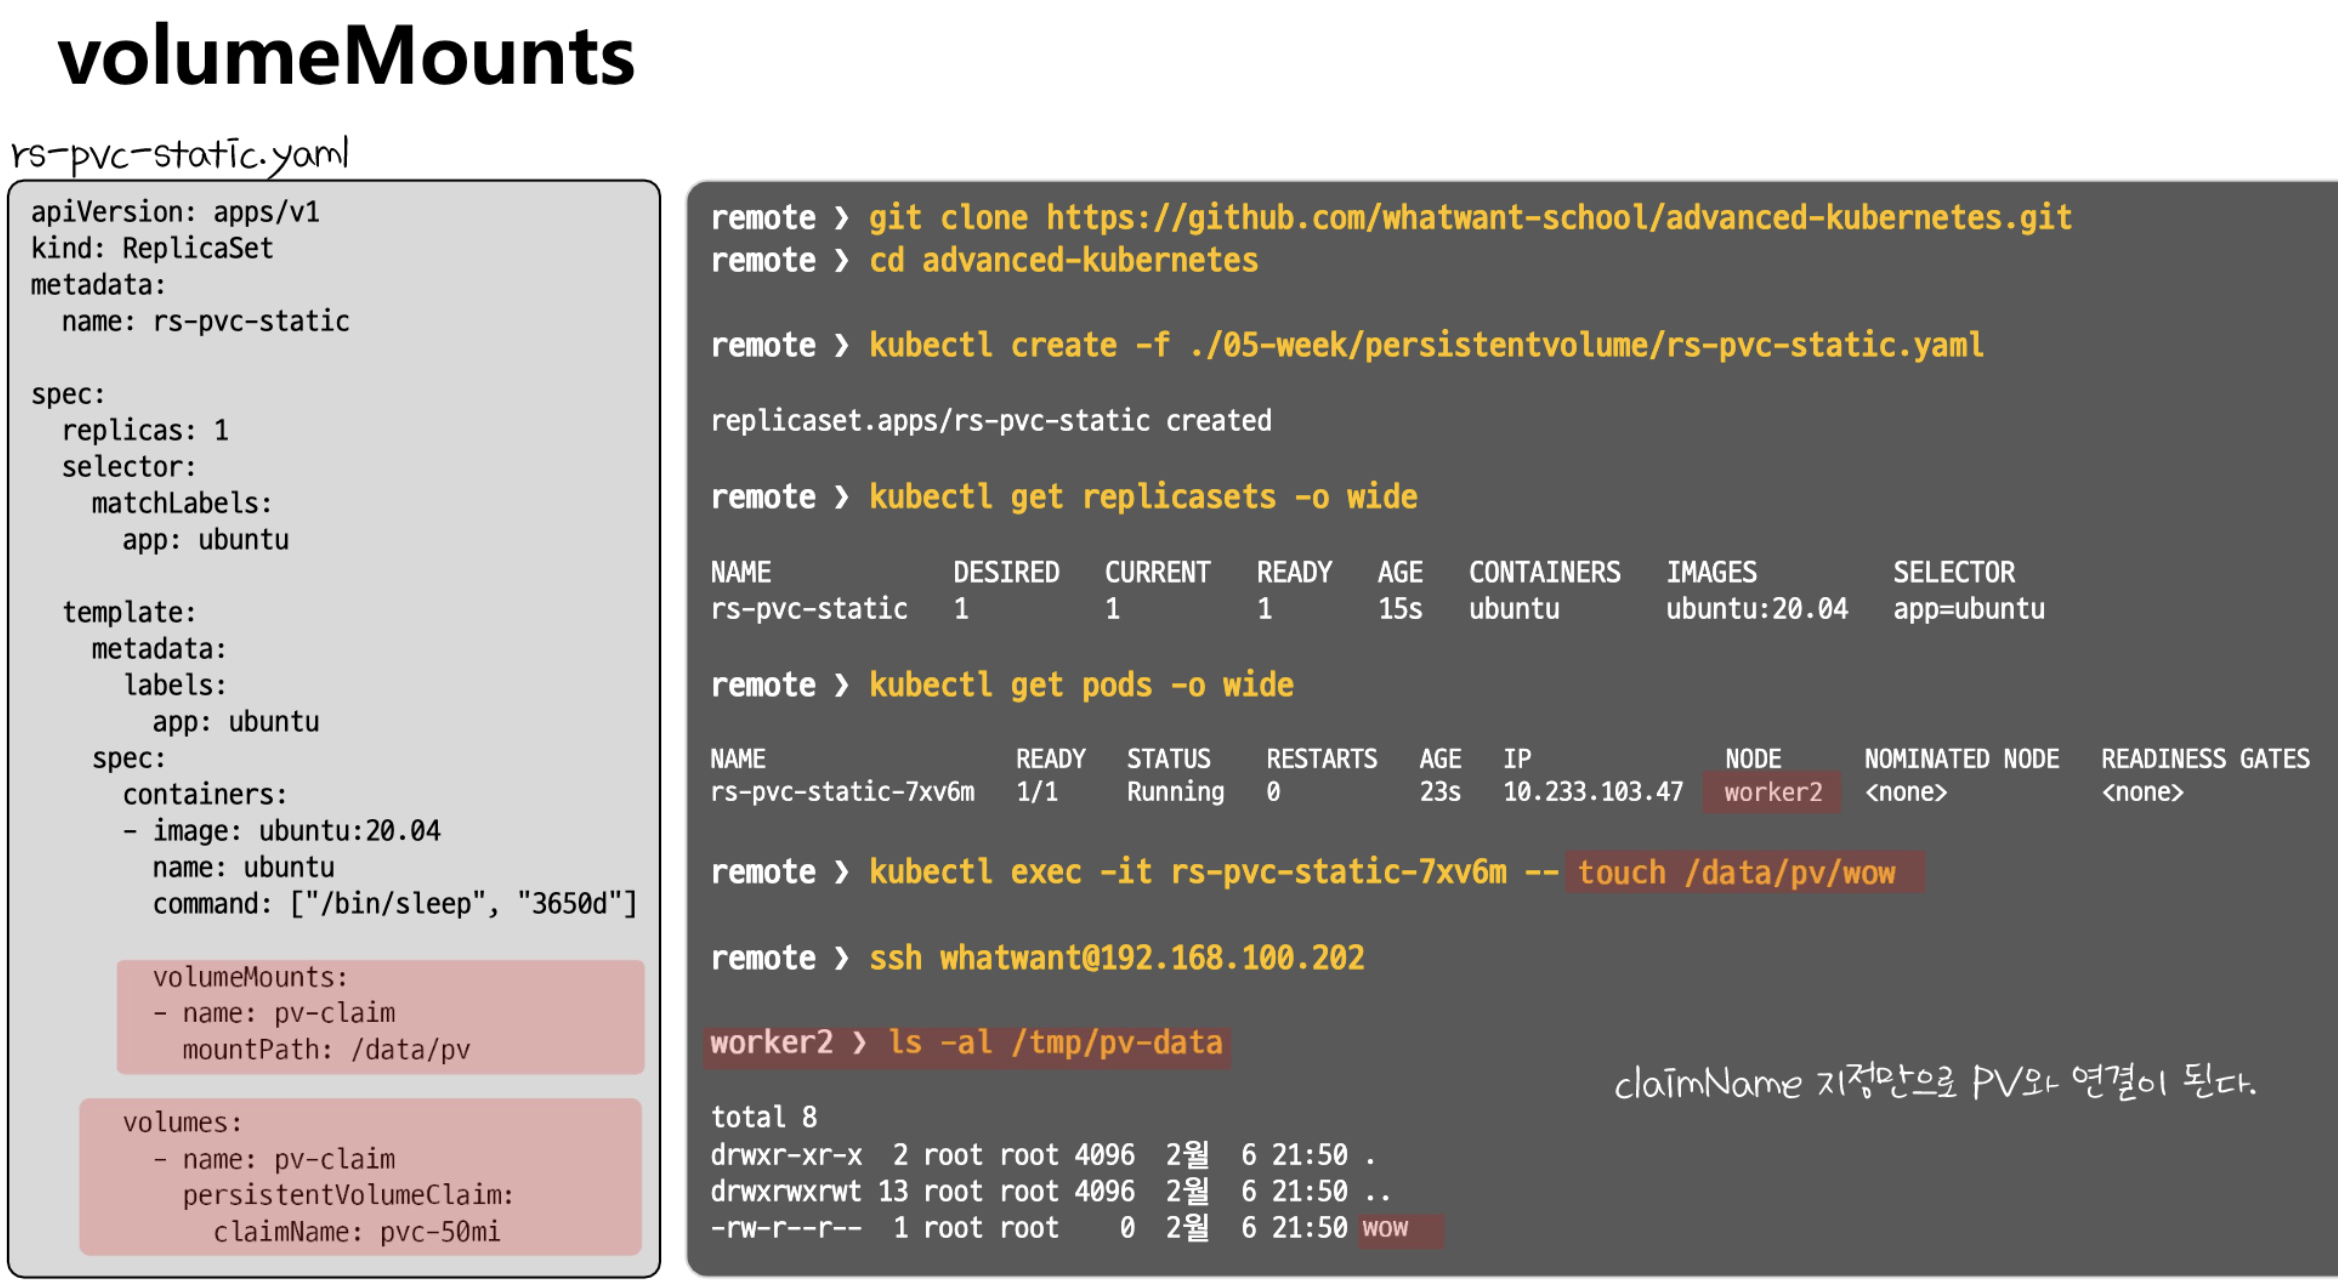 volumeMounts
rs-pvc-static.yaml
apiVersion: apps/v1
kind: ReplicaSet
metadata:
  name: rs-pvc-static
spec:
  replicas: 1
  selector:
    matchLabels:
      app: ubuntu
  template:
    metadata:
      labels:
        app: ubuntu
    spec:
      containers:
      - image: ubuntu:20.04
        name: ubuntu
        command: ["/bin/sleep", "3650d"]
        volumeMounts:
        - name: pv-claim
          mountPath: /data/pv
      volumes:
        - name: pv-claim
          persistentVolumeClaim:
            claimName: pvc-50mi
remote ❯ git clone https://github.com/whatwant-school/advanced-kubernetes.git
remote ❯ cd advanced-kubernetes
remote ❯ kubectl create -f ./05-week/persistentvolume/rs-pvc-static.yaml
replicaset.apps/rs-pvc-static created
remote ❯ kubectl get replicasets -o wide
NAME            DESIRED   CURRENT   READY   AGE   CONTAINERS   IMAGES         SELECTOR
rs-pvc-static   1         1         1       15s   ubuntu       ubuntu:20.04   app=ubuntu
remote ❯ kubectl get pods -o wide
NAME                  READY   STATUS    RESTARTS   AGE   IP              NODE      NOMINATED NODE   READINESS GATES
rs-pvc-static-7xv6m   1/1     Running   0          23s   10.233.103.47   worker2   <none>           <none>
remote ❯ kubectl exec -it rs-pvc-static-7xv6m -- touch /data/pv/wow
remote ❯ ssh whatwant@192.168.100.202
worker2 ❯ ls -al /tmp/pv-data
claimName 지정만으로 PV와 연결이 된다.
total 8
drwxr-xr-x  2 root root 4096  2월  6 21:50 .
drwxrwxrwt 13 root root 4096  2월  6 21:50 ..
-rw-r--r--  1 root root    0  2월  6 21:50 wow